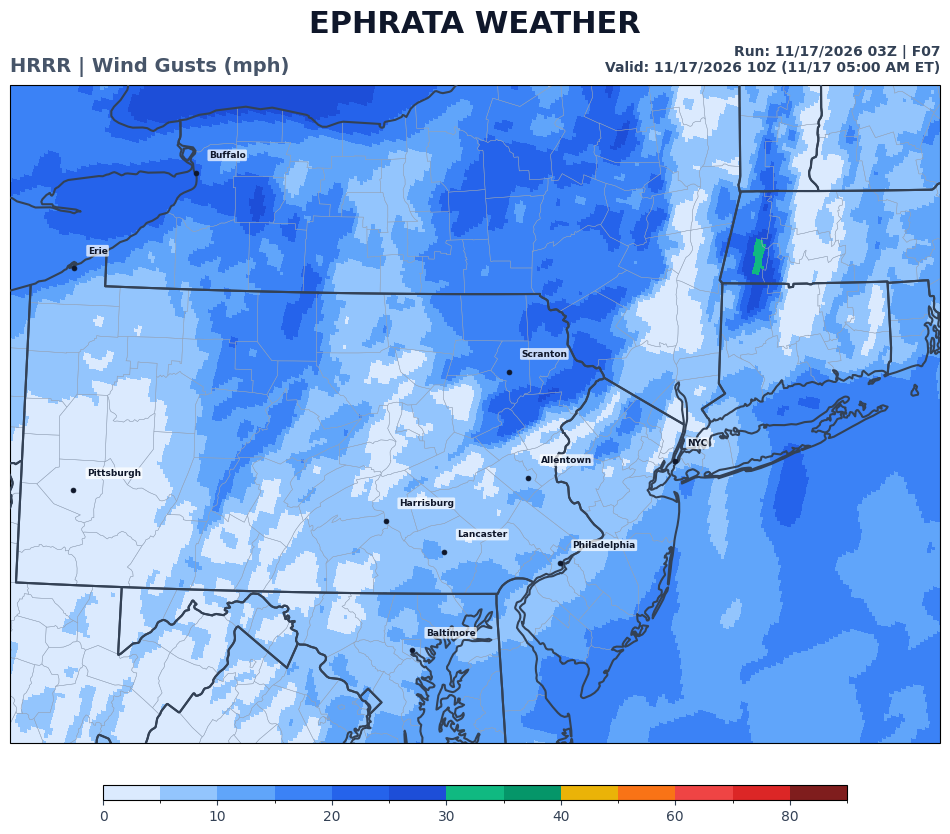 EPHRATA WEATHER
HRRR | Wind Gusts (mph)
Run: 11/17/2026 03Z | F07
Valid: 11/17/2026 10Z (11/17 05:00 AM ET)
Buffalo
Erie
Scranton
NYC
Allentown
Pittsburgh
Harrisburg
Lancaster
Philadelphia
Baltimore
0 10 20 30 40 60 80